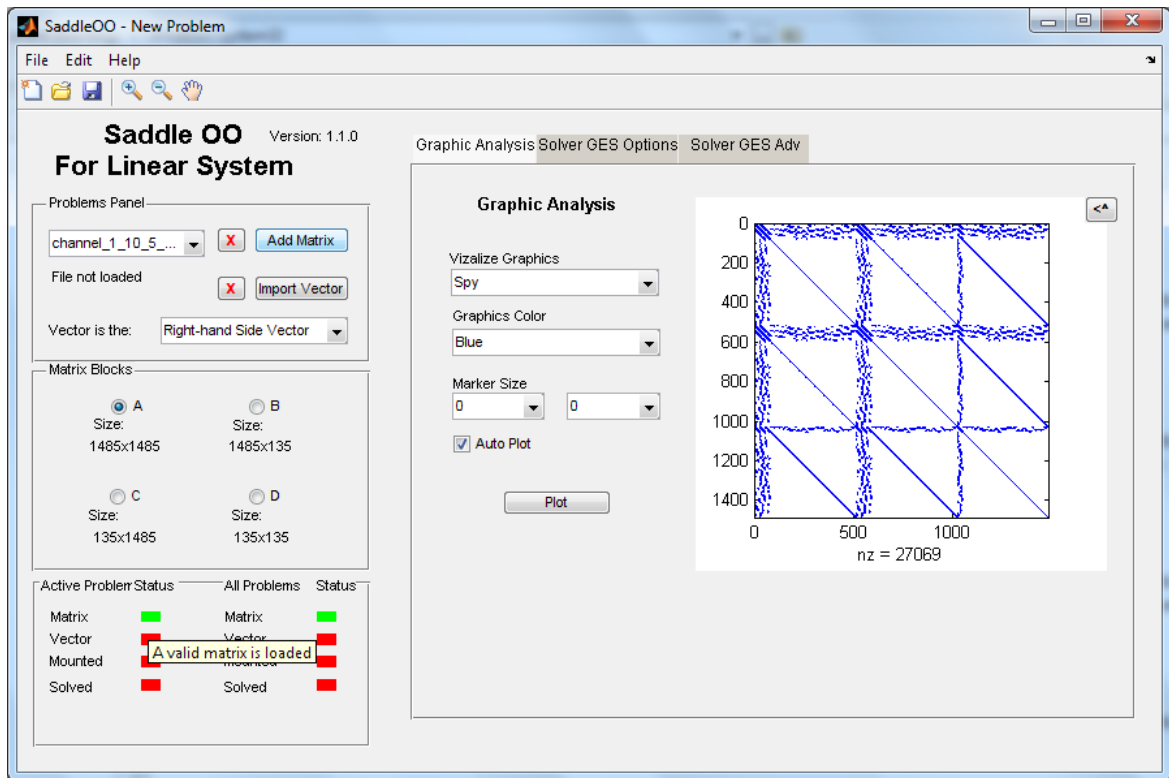 SaddleOO - New Problem
File Edit Help
Saddle OO Version: 1.1.0
For Linear System
Problems Panel
channel_1_10_5_...
X
Add Matrix
File not loaded
X
Import Vector
Vector is the:
Right-hand Side Vector
Matrix Blocks
A
Size:
1485x1485
B
Size:
1485x135
C
Size:
135x1485
D
Size:
135x135
Active Problem Status All Problems Status
Matrix Matrix
Vector Vector
A valid matrix is loaded
Mounted Mounted
Solved Solved
Graphic Analysis Solver GES Options Solver GES Adv
Graphic Analysis
Vizalize Graphics
Spy
Graphics Color
Blue
Marker Size
0 0
Auto Plot
Plot
<^
0
200
400
600
800
1000
1200
1400
0 500 1000
nz = 27069